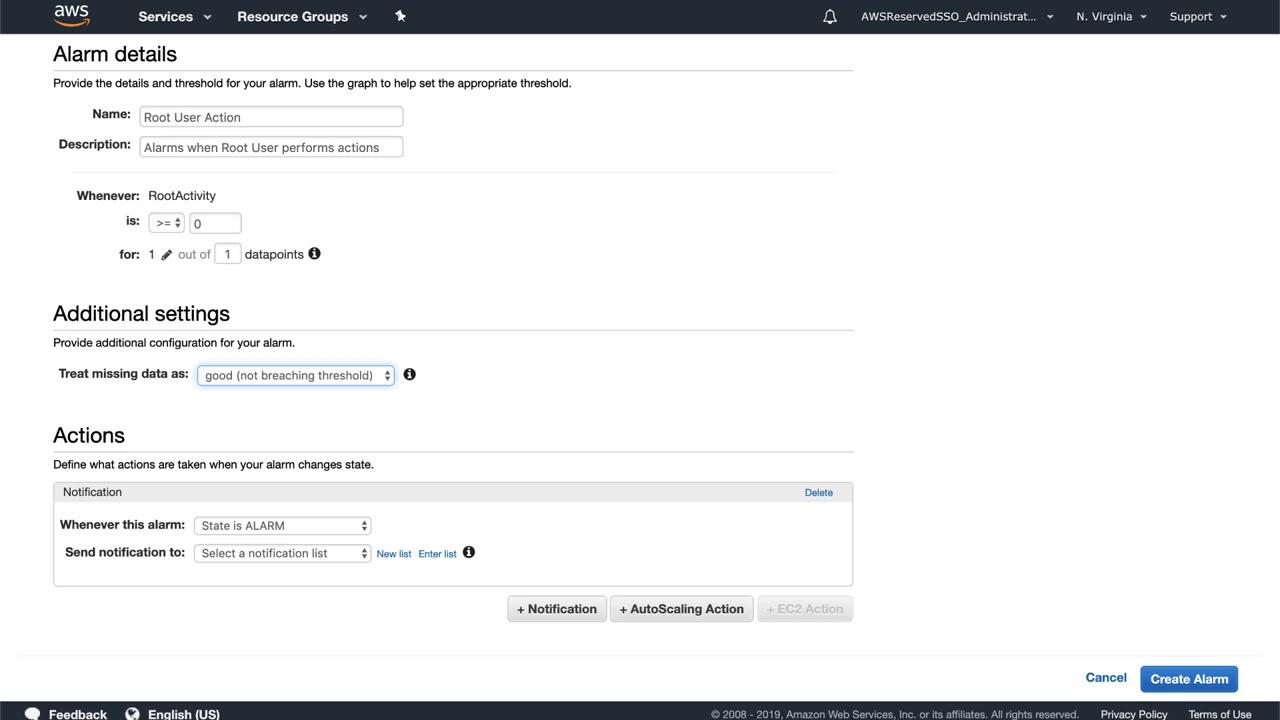 aws Services Resource Groups AWSReservedSSO_Administrat... N. Virginia Support
Alarm details
Provide the details and threshold for your alarm. Use the graph to help set the appropriate threshold.
Name: Root User Action
Description: Alarms when Root User performs actions
Whenever: RootActivity
is: >= 0
for: 1 out of 1 datapoints
Additional settings
Provide additional configuration for your alarm.
Treat missing data as: good (not breaching threshold)
Actions
Define what actions are taken when your alarm changes state.
Notification Delete
Whenever this alarm: State is ALARM
Send notification to: Select a notification list New list Enter list
+ Notification + AutoScaling Action + EC2 Action
Cancel Create Alarm
Feedback English (US) © 2008 - 2019, Amazon Web Services, Inc. or its affiliates. All rights reserved. Privacy Policy Terms of Use